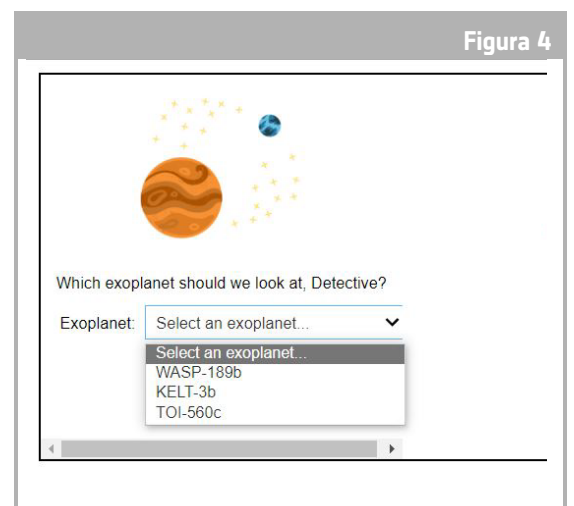 Figura 4
Which exoplanet should we look at, Detective?
Exoplanet: Select an exoplanet...
Select an exoplanet...
WASP-189b
KELT-3b
TOI-560c